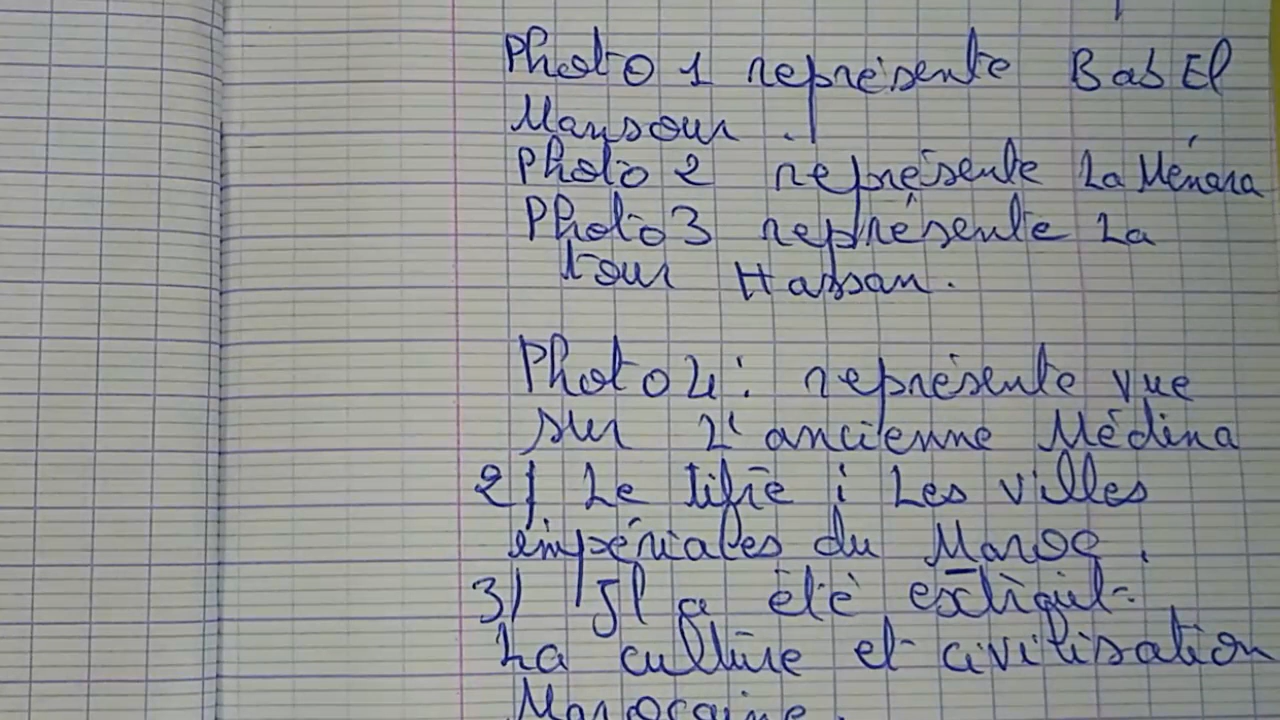 Photo 1 représente Bab El
Mansour .
Photo 2 représente La Ménara
Photo 3 représente La
tour Hassan.
Photo 4 : représente vue
sur L'ancienne Médina
2) Le titre : Les villes
impériales du Maroc .
3) Il a été
La culture et civilisation
Marocaine .